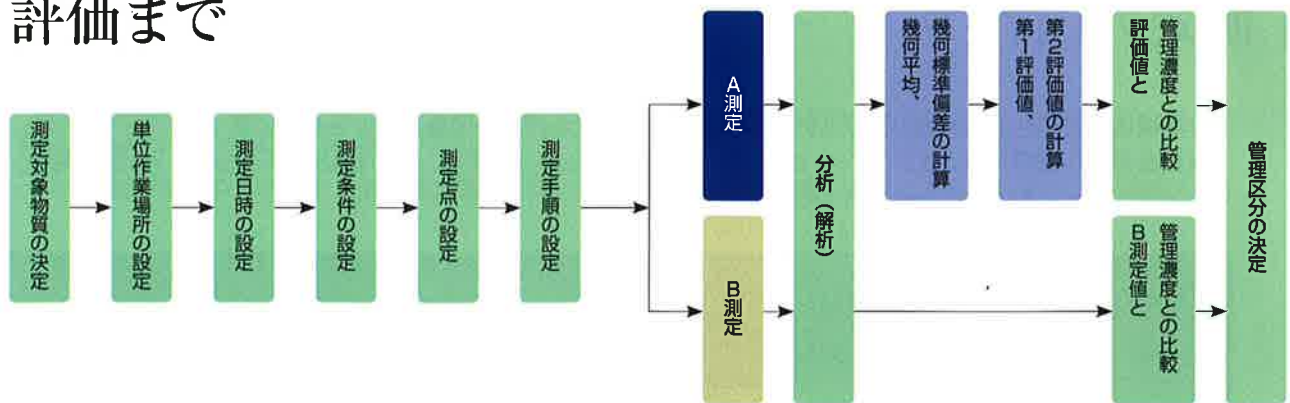 評価まで
測定対象物質の決定
単位作業場所の設定
測定日時の設定
測定条件の設定
測定点の設定
測定手順の設定
A測定
B測定
分析（解析）
幾何平均、
幾何標準偏差の計算
第1評価値、
第2評価値の計算
評価値と
管理濃度との比較
B測定値と
管理濃度との比較
管理区分の決定